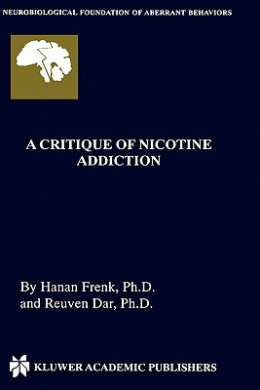 NEUROBIOLOGICAL FOUNDATION OF ABERRANT BEHAVIORS
A CRITIQUE OF NICOTINE
ADDICTION
By Hanan Frenk, Ph.D.
and Reuven Dar, Ph.D.
KLUWER ACADEMIC PUBLISHERS